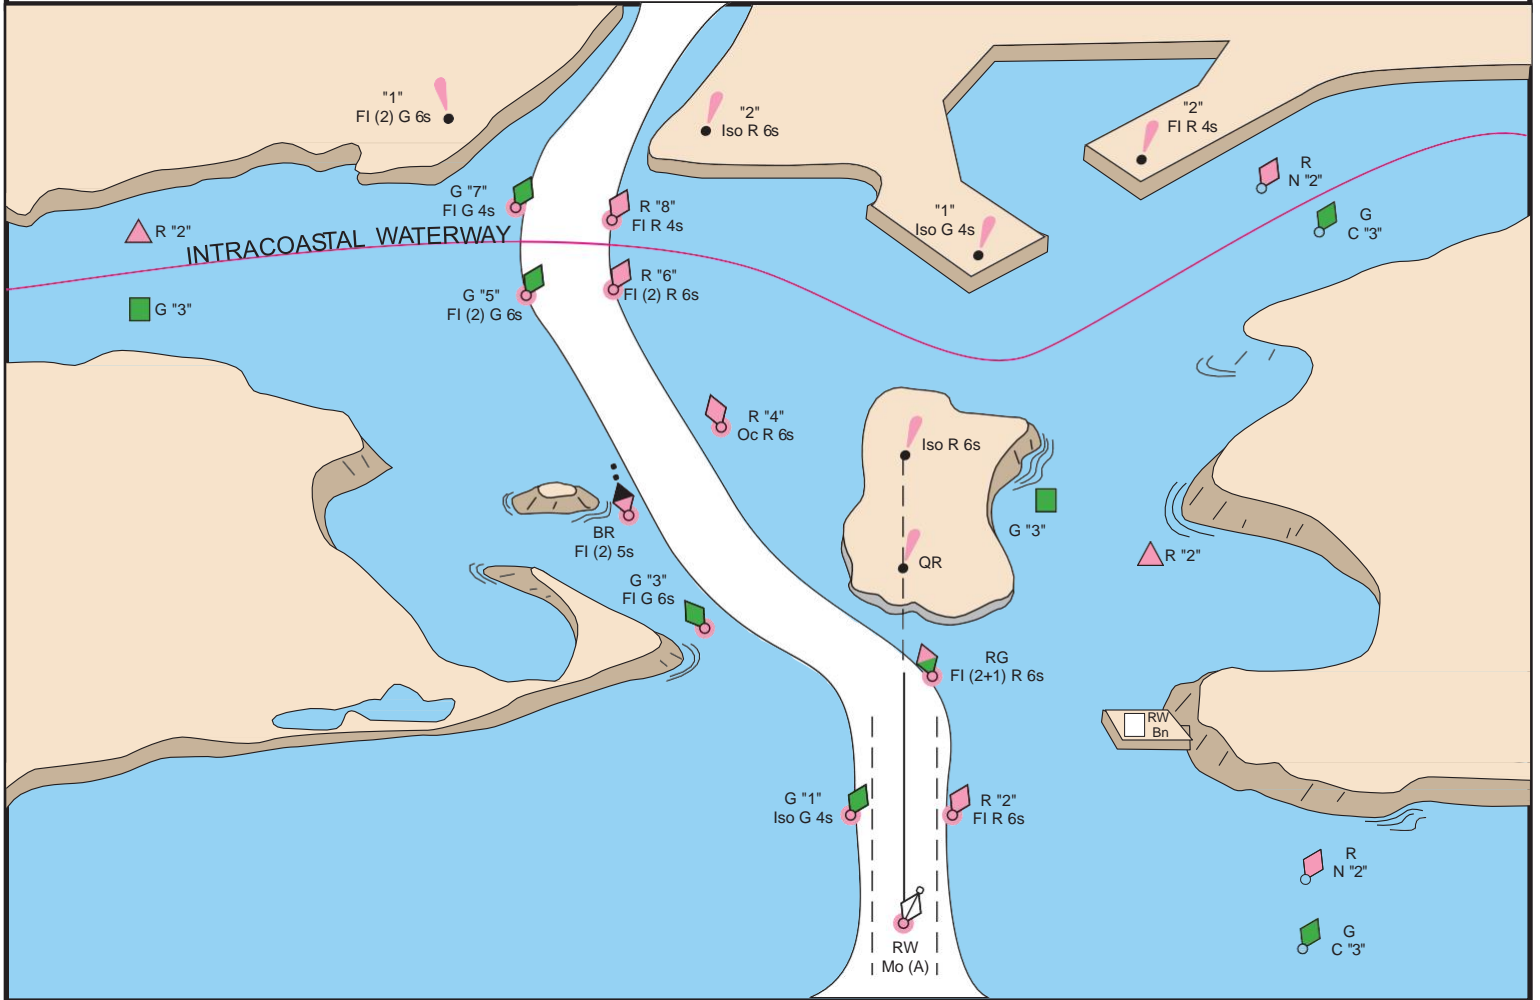 "1"
Fl (2) G 6s
"2"
Iso R 6s
"2"
Fl R 4s
R
N "2"
G "7"
Fl G 4s
R "8"
Fl R 4s
"1"
Iso G 4s
G
C "3"
R "2"
INTRACOASTAL WATERWAY
G "3"
G "5"
Fl (2) G 6s
R "6"
Fl (2) R 6s
R "4"
Oc R 6s
Iso R 6s
G "3"
BR
Fl (2) 5s
QR
R "2"
G "3"
Fl G 6s
RG
Fl (2+1) R 6s
RW
Bn
G "1"
Iso G 4s
R "2"
Fl R 6s
R
N "2"
G
C "3"
RW
Mo (A)